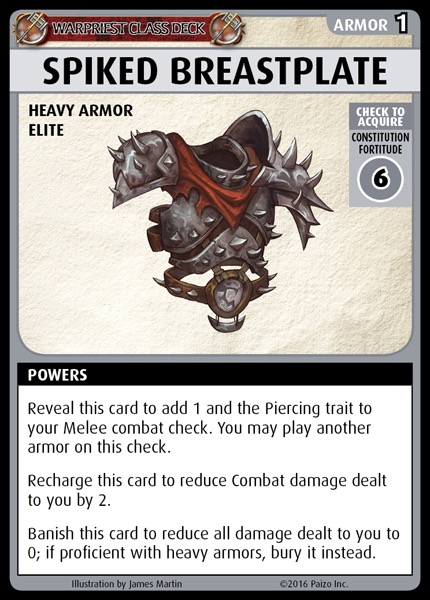 WARPRIEST CLASS DECK
ARMOR 1
SPIKED BREASTPLATE
HEAVY ARMOR
ELITE
CHECK TO
ACQUIRE
CONSTITUTION
FORTITUDE
6
POWERS
Reveal this card to add 1 and the Piercing trait to
your Melee combat check. You may play another
armor on this check.
Recharge this card to reduce Combat damage dealt
to you by 2.
Banish this card to reduce all damage dealt to you to
0; if proficient with heavy armors, bury it instead.
Illustration by James Martin ©2016 Paizo Inc.